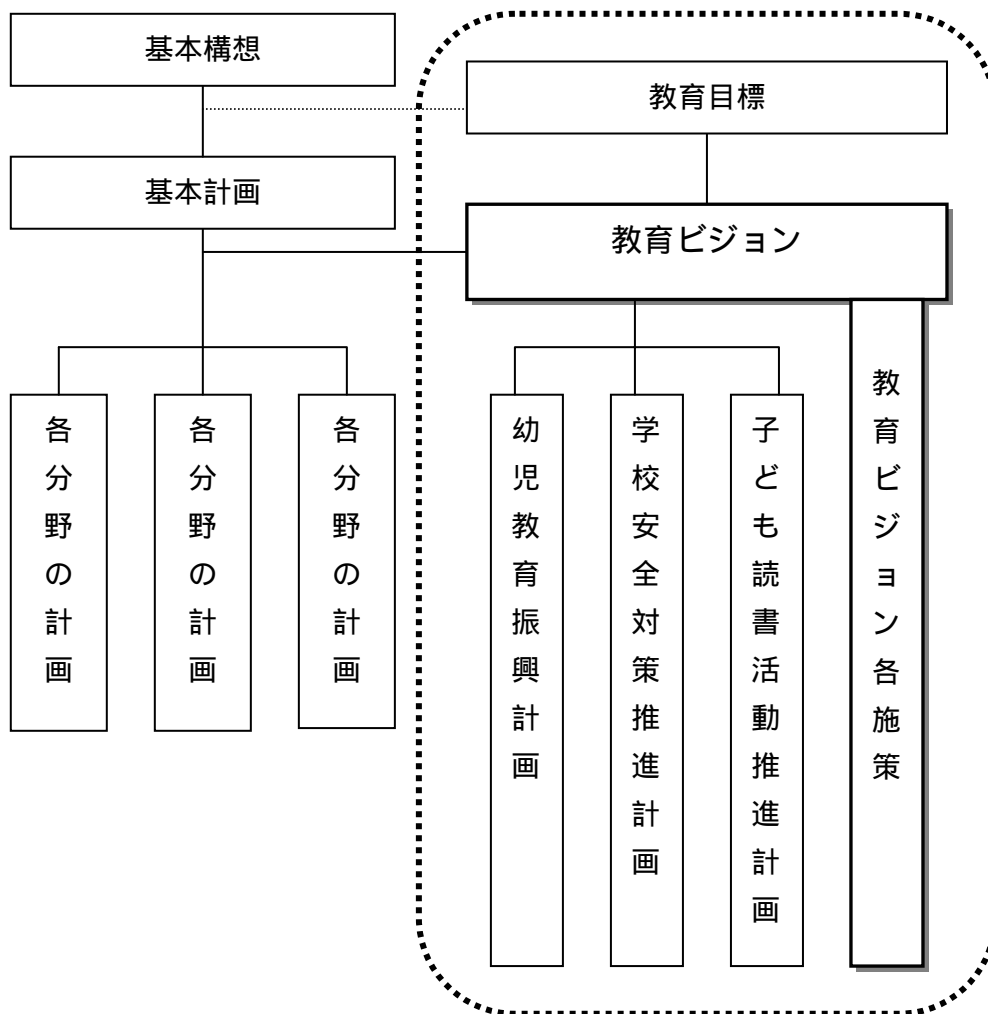 基本構想
教育目標
基本計画
教育ビジョン
各分野の計画
各分野の計画
各分野の計画
幼児教育振興計画
学校安全対策推進計画
子ども読書活動推進計画
教育ビジョン各施策